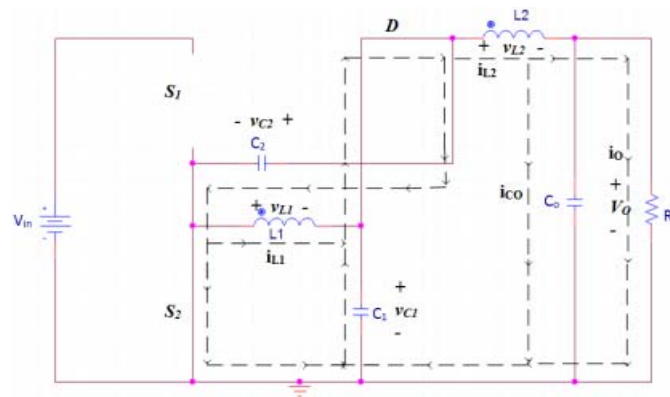 D
L2
+ vL2 -
iL2
S1
- vC2 +
C2
iO
iCO
+
VO
-
Co
R
+
Vin
-
+ vL1 -
L1
iL1
S2
C1
+
vC1
-